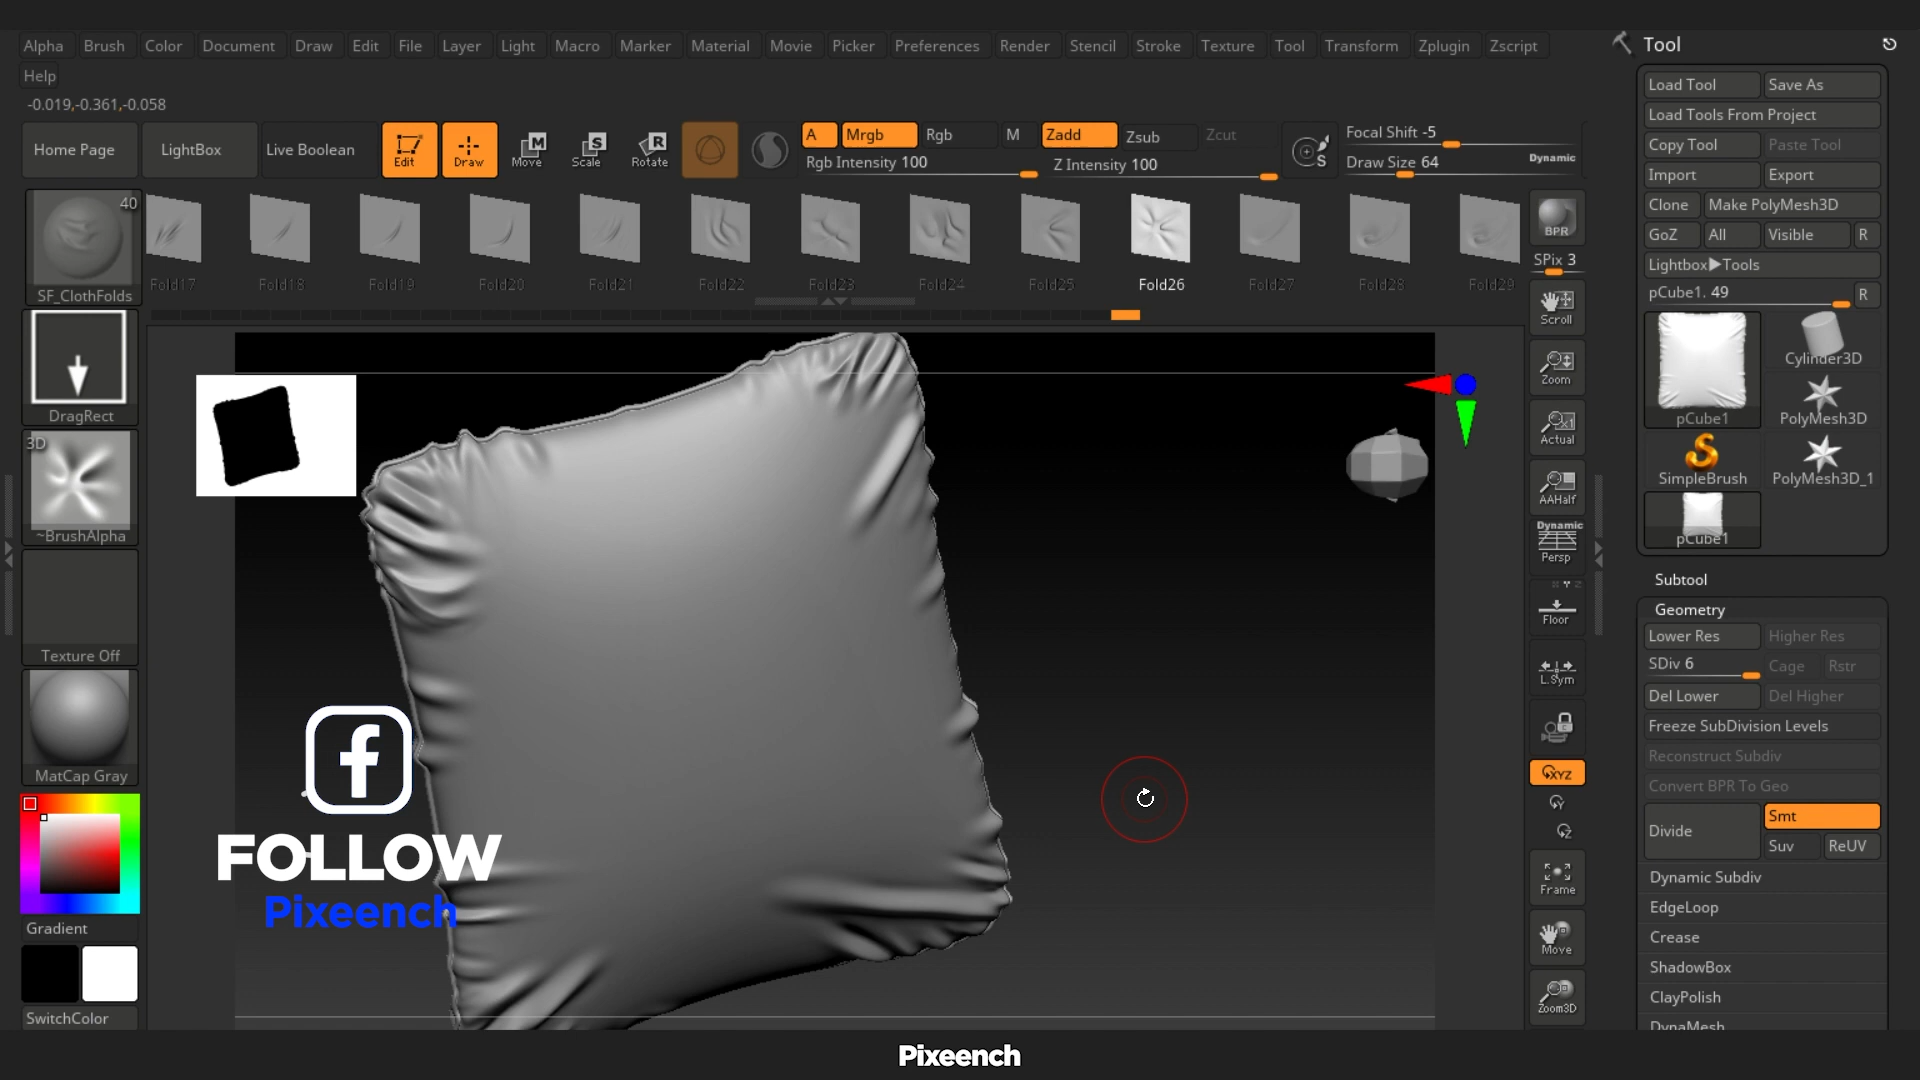 Alpha Brush Color Document Draw Edit File Layer Light Macro Marker Material Movie Picker Preferences Render Stencil Stroke Texture Tool Transform Zplugin Zscript
Help
-0.019,-0.361,-0.058
Home Page LightBox Live Boolean Edit Draw Move Scale Rotate
A Mrgb Rgb M Zadd Zsub Zcut
Rgb Intensity 100 Z Intensity 100
Focal Shift -5
Draw Size 64 Dynamic
40
SF_ClothFolds
Fold17 Fold18 Fold19 Fold20 Fold21 Fold22 Fold23 Fold24 Fold25 Fold26 Fold27 Fold28 Fold29
DragRect
3D
~BrushAlpha
Texture Off
MatCap Gray
Gradient
SwitchColor
FOLLOW
Pixeench
BPR
SPix 3
Scroll
Zoom
Actual
AAHalf
Dynamic
Persp
Floor
L.Sym
XYZ
Y
Z
Frame
Move
Zoom3D
Tool
Load Tool Save As
Load Tools From Project
Copy Tool Paste Tool
Import Export
Clone Make PolyMesh3D
GoZ All Visible R
Lightbox▶Tools
pCube1. 49 R
pCube1 Cylinder3D
PolyMesh3D
SimpleBrush PolyMesh3D_1
pCube1
Subtool
Geometry
Lower Res Higher Res
SDiv 6 Cage Rstr
Del Lower Del Higher
Freeze SubDivision Levels
Reconstruct Subdiv
Convert BPR To Geo
Divide Smt
Suv ReUV
Dynamic Subdiv
EdgeLoop
Crease
ShadowBox
ClayPolish
DynaMesh
Pixeench